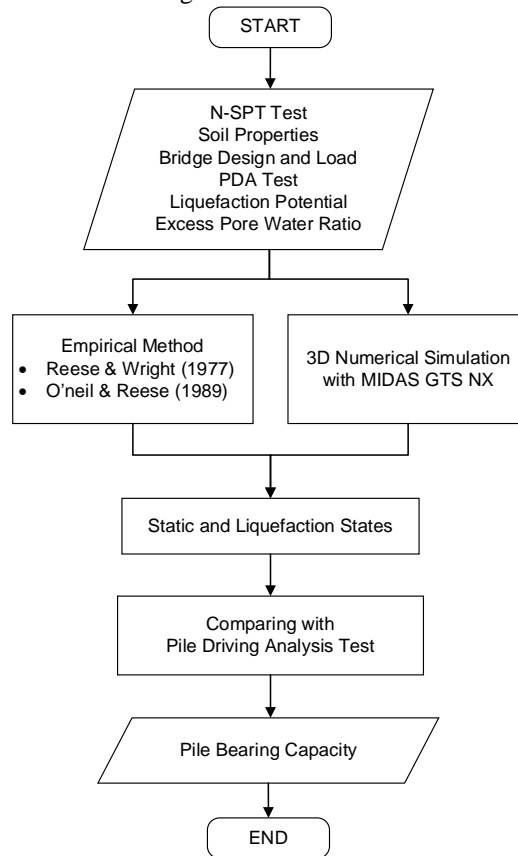 START
N-SPT Test
Soil Properties
Bridge Design and Load
PDA Test
Liquefaction Potential
Excess Pore Water Ratio
Empirical Method
• Reese & Wright (1977)
• O'neil & Reese (1989)
3D Numerical Simulation
with MIDAS GTS NX
Static and Liquefaction States
Comparing with
Pile Driving Analysis Test
Pile Bearing Capacity
END